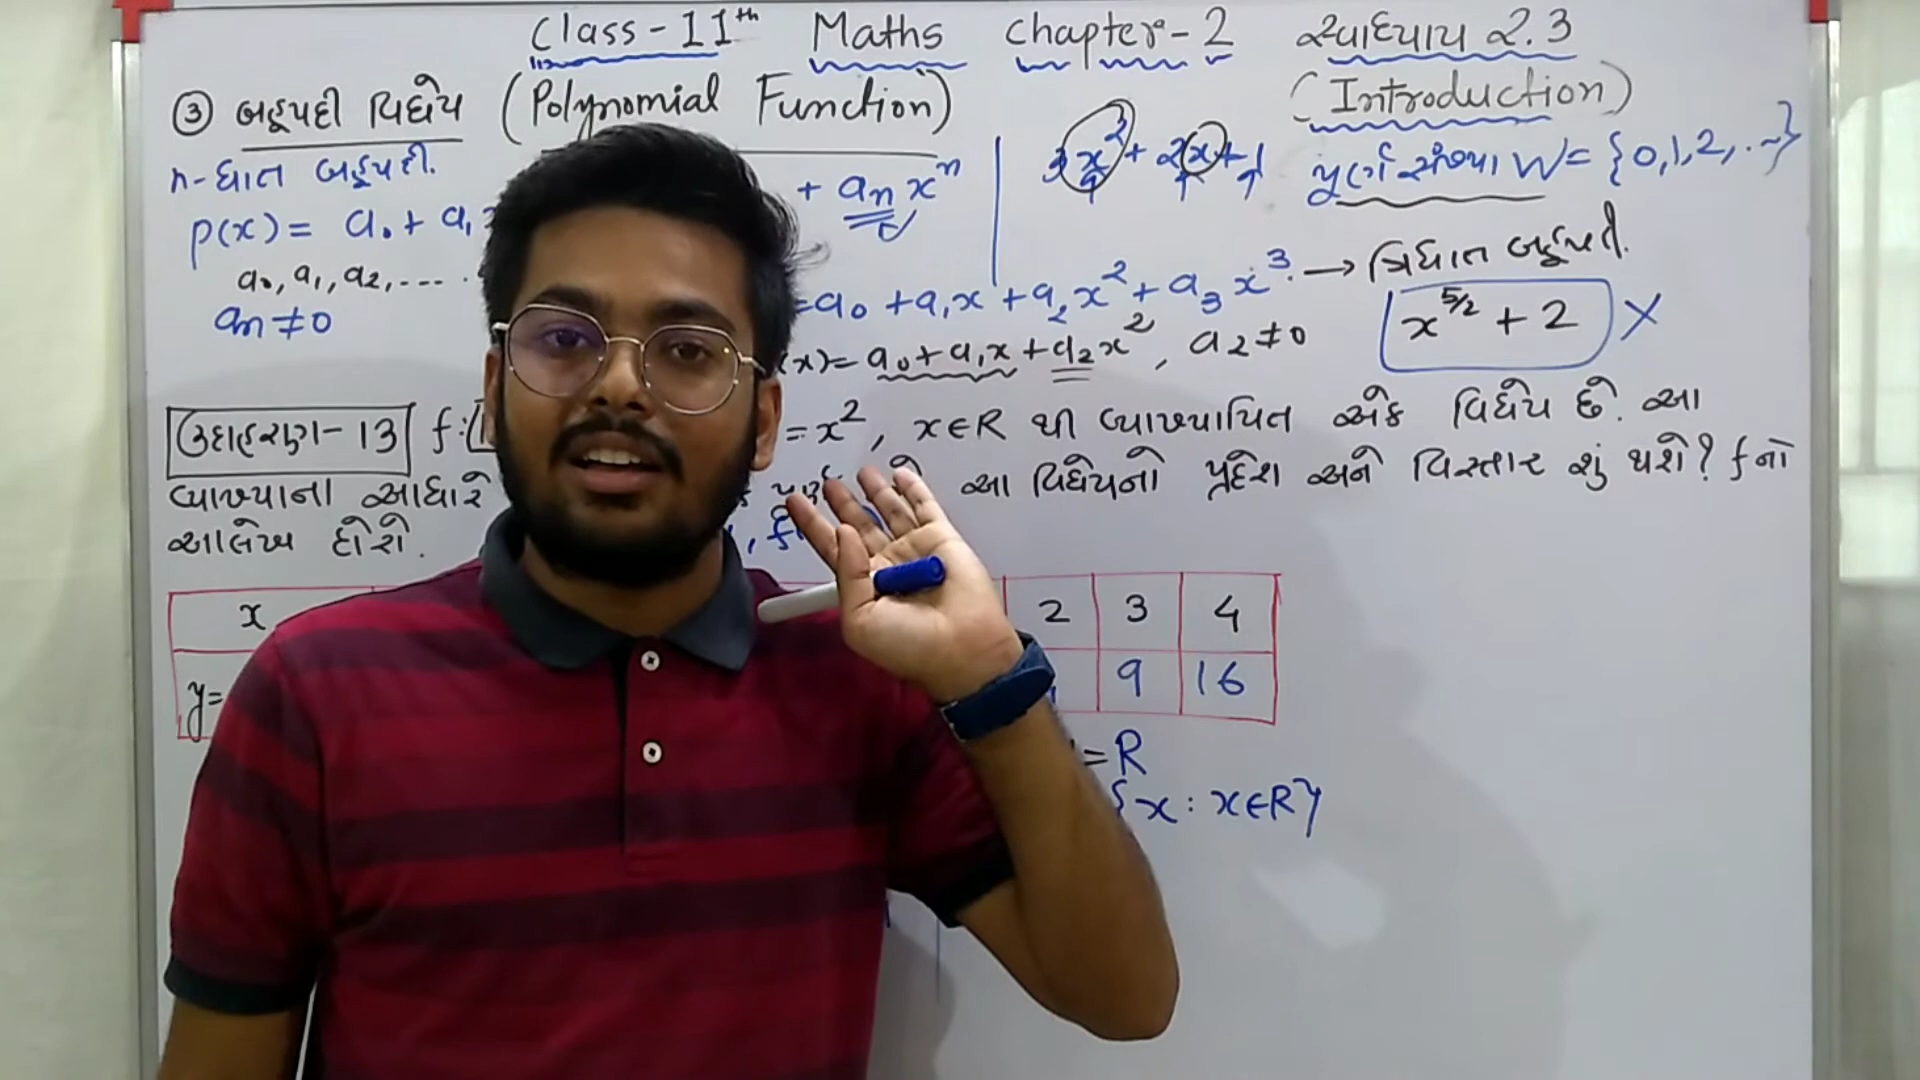 Class-11th Maths Chapter-2 સ્વાધ્યાય 2.3
③ બહુપદી વિધેય (Polynomial Function) (Introduction)
n-ઘાત બહુપદી. + aₙxⁿ 3x² + 2x + 1 પૂર્ણ સંખ્યા W = {0,1,2,...}
p(x) = a₀ + a₁
a₀, a₁, a₂, ....
aₙ ≠ 0 = a₀ + a₁x + a₂x² + a₃x³. → ત્રિઘાત બહુપદી.
(x) = a₀ + a₁x + a₂x², a₂ ≠ 0 x^{5/2} + 2 X
ઉદાહરણ-13 f: = x², x∈R થી વ્યાખ્યાયિત એક વિધેય છે. આ
વ્યાખ્યાના આધારે આ વિધેયનો પ્રદેશ અને વિસ્તાર શું થશે? f નો
આલેખ દોરો.
x 2 3 4
y= 9 16
= R
{x : x∈R}